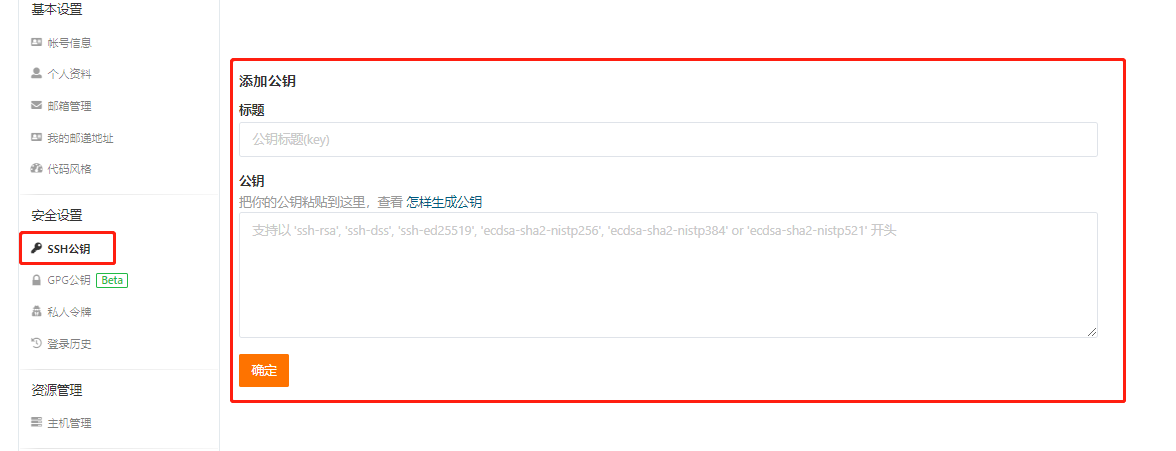 基本设置
帐号信息
个人资料
邮箱管理
我的邮递地址
代码风格
安全设置
SSH公钥
GPG公钥 Beta
私人令牌
登录历史
资源管理
主机管理
添加公钥
标题
公钥标题(key)
公钥
把你的公钥粘贴到这里，查看 怎样生成公钥
支持以 'ssh-rsa', 'ssh-dss', 'ssh-ed25519', 'ecdsa-sha2-nistp256', 'ecdsa-sha2-nistp384' or 'ecdsa-sha2-nistp521' 开头
确定